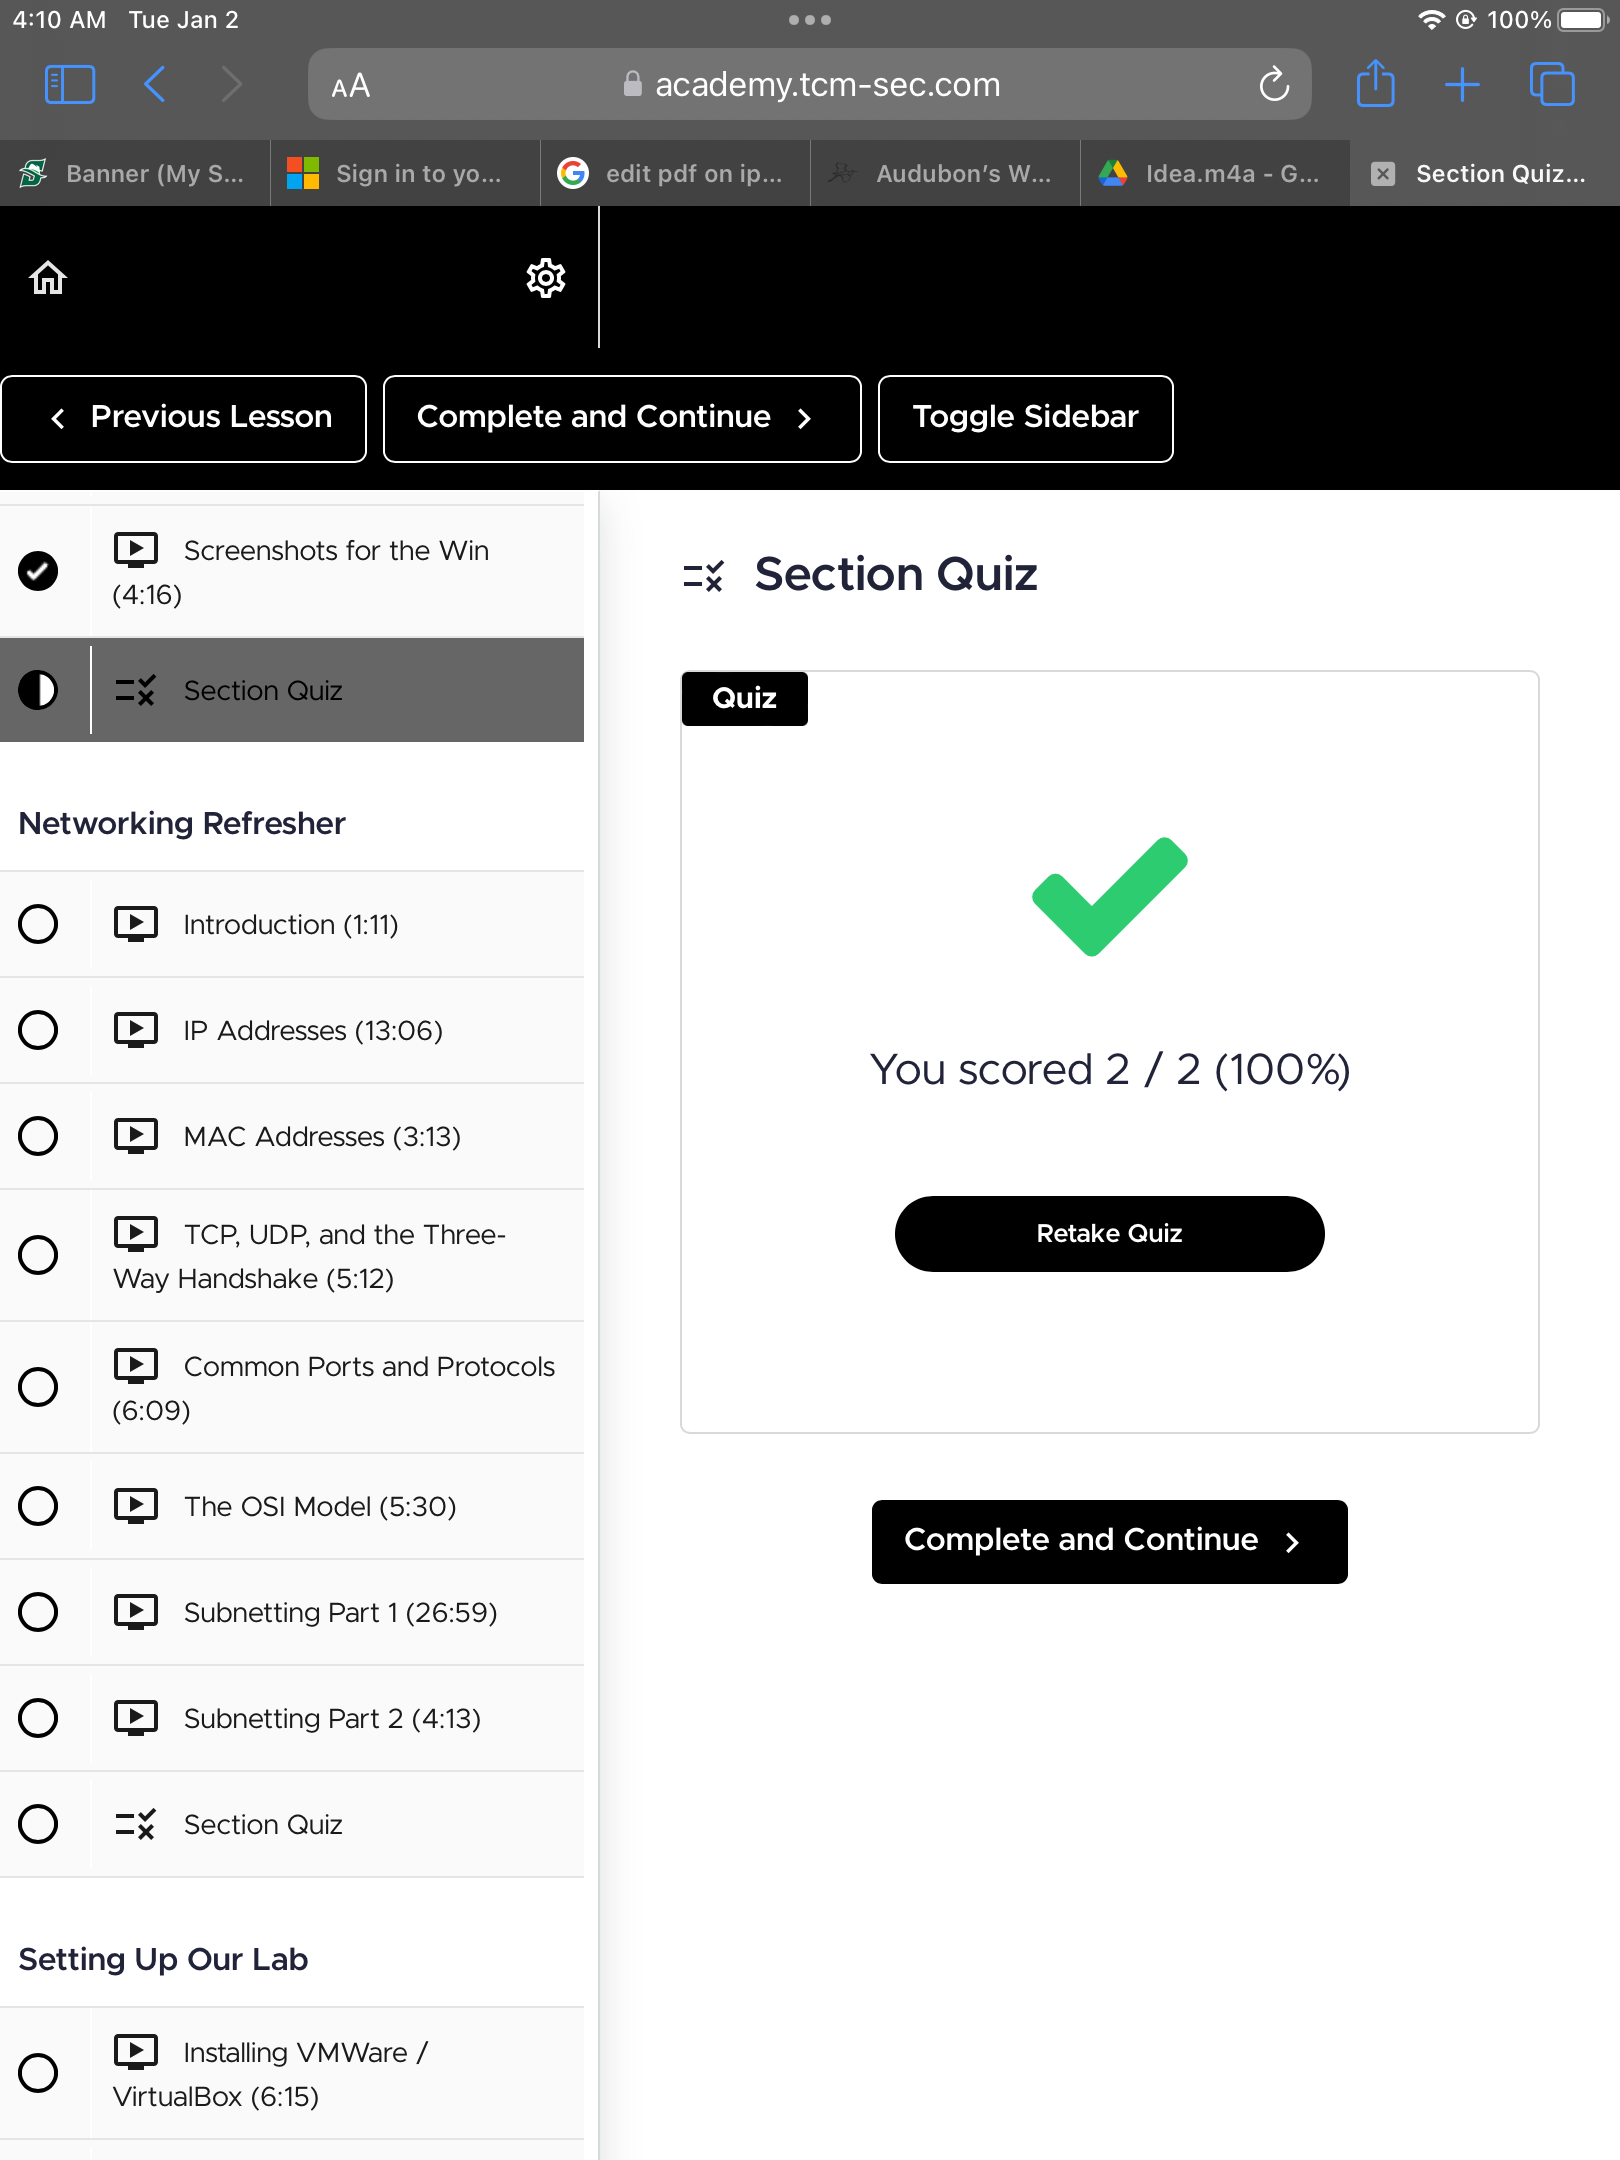 4:10 AM Tue Jan 2
100%
AA
academy.tcm-sec.com
Banner (My S...
Sign in to yo...
edit pdf on ip...
Audubon's W...
Idea.m4a - G...
Section Quiz...
Previous Lesson
Complete and Continue
Toggle Sidebar
Screenshots for the Win
(4:16)
Section Quiz
Networking Refresher
Introduction (1:11)
IP Addresses (13:06)
MAC Addresses (3:13)
TCP, UDP, and the Three-
Way Handshake (5:12)
Common Ports and Protocols
(6:09)
The OSI Model (5:30)
Subnetting Part 1 (26:59)
Subnetting Part 2 (4:13)
Section Quiz
Setting Up Our Lab
Installing VMWare /
VirtualBox (6:15)
Section Quiz
Quiz
You scored 2 / 2 (100%)
Retake Quiz
Complete and Continue